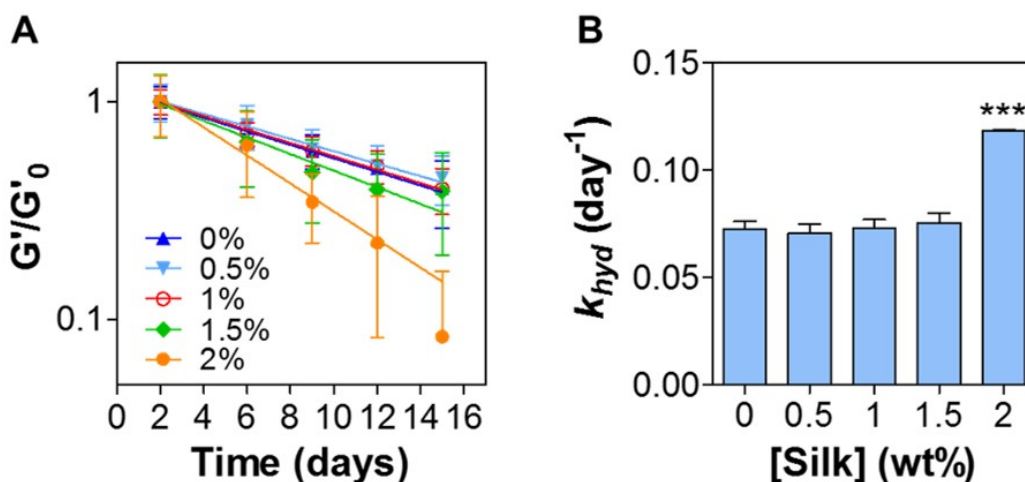 A
G'/G'0
1
0.1
0%
0.5%
1%
1.5%
2%
0 2 4 6 8 10 12 14 16
Time (days)
B
khyd (day-1)
0.15
0.10
0.05
0.00
***
0 0.5 1 1.5 2
[Silk] (wt%)